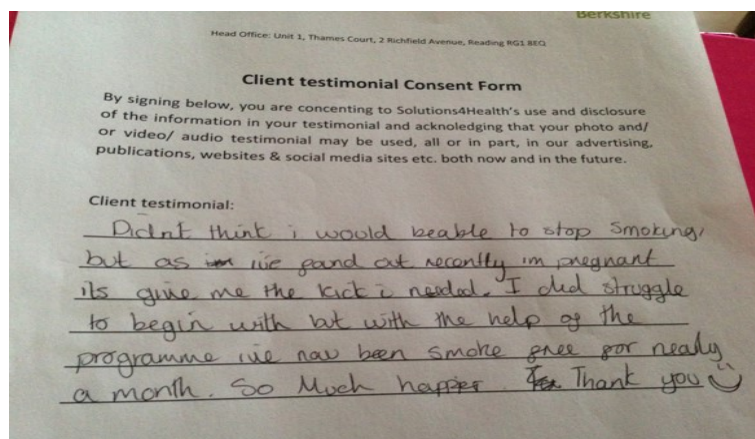 Berkshire
Head Office: Unit 1, Thames Court, 2 Richfield Avenue, Reading RG1 8EQ
Client testimonial Consent Form
By signing below, you are concenting to Solutions4Health's use and disclosure
of the information in your testimonial and acknoledging that your photo and/
or video/ audio testimonial may be used, all or in part, in our advertising,
publications, websites & social media sites etc. both now and in the future.
Client testimonial:
Didnt think i would beable to stop smoking,
but as ive found out recently im pregnant
its give me the kick i needed. I did struggle
to begin with but with the help of the
programme ive now been smoke free for nearly
a month. So Much happier Thank you